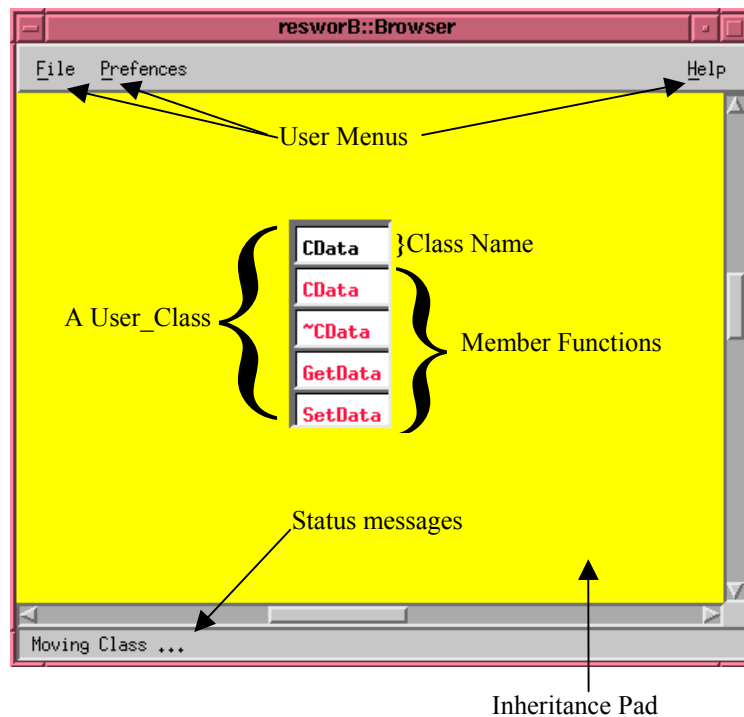 resworB::Browser
File Prefences Help
User Menus
CData }Class Name
CData
A User_Class ~CData Member Functions
GetData
SetData
Status messages
Moving Class ...
Inheritance Pad